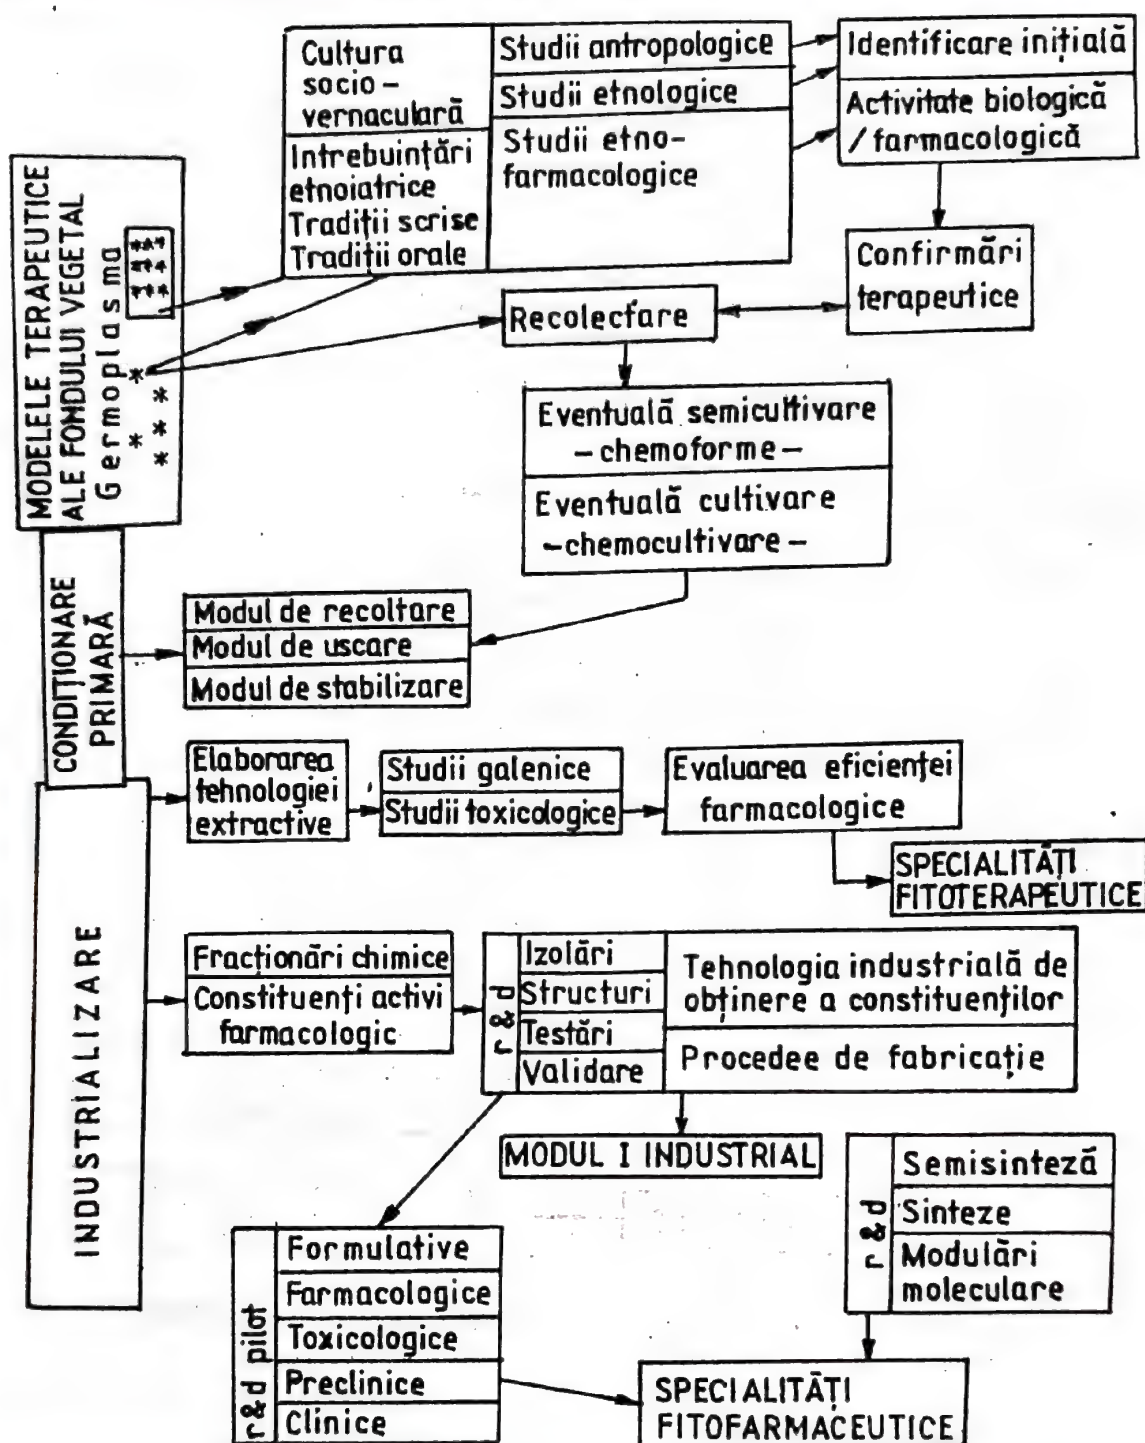 Cultura
socio-
vernaculară
Intrebuințări
etnoiatrice
Tradiții scrise
Tradiții orale
Studii antropologice
Studii etnologice
Studii etno-
farmacologice
Identificare inițială
Activitate biologică
/farmacologică
Confirmări
terapeutice
MODELELE TERAPEUTICE
ALE FONDULUI VEGETAL
Germoplasma
***
***
***
*
*
*
*
*
Recolectare
Eventuală semicultivare
-chemoforme-
Eventuală cultivare
-chemocultivare-
CONDIȚIONARE
PRIMARĂ
Modul de recoltare
Modul de uscare
Modul de stabilizare
INDUSTRIALIZARE
Elaborarea
tehnologiei
extractive
Studii galenice
Studii toxicologice
Evaluarea eficienței
farmacologice
SPECIALITĂȚI
FITOTERAPEUTICE
Fracționări chimice
Constituenți activi
farmacologic
r&d
Izolări
Structuri
Testări
Validare
Tehnologia industrială de
obținere a constituenților
Procedee de fabricație
MODUL I INDUSTRIAL
r&d
Semisinteză
Sinteze
Modulări
moleculare
r&d pilot
Formulative
Farmacologice
Toxicologice
Preclinice
Clinice
SPECIALITĂȚI
FITOFARMACEUTICE